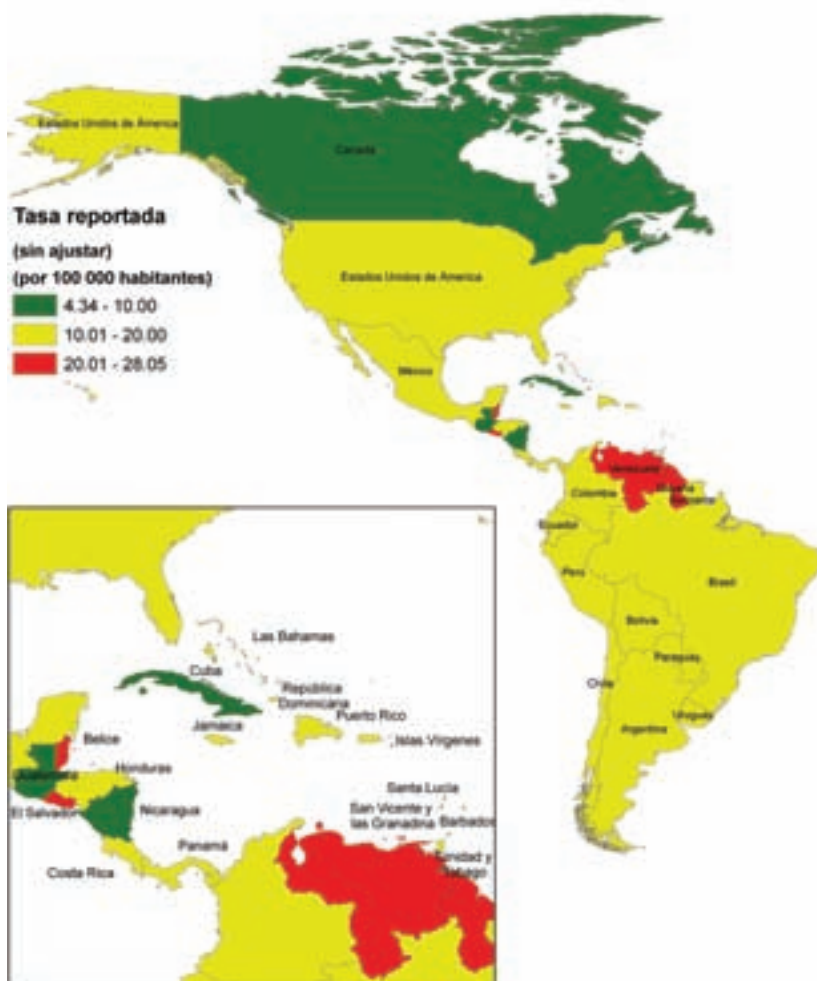 Estados Unidos de America
Canadá
Tasa reportada
(sin ajustar)
(por 100 000 habitantes)
4.34 - 10.00
10.01 - 20.00
20.01 - 28.05
Estados Unidos de America
México
Venezuela
Colombia
Ecuador
Perú
Brasil
Bolivia
Paraguay
Chile
Uruguay
Argentina
Las Bahamas
Cuba
República
Dominicana
Puerto Rico
Jamaica
Islas Vírgenes
Belice
Guatemala
Honduras
Santa Lucía
San Vicente y
las Granadina
Barbados
El Salvador
Nicaragua
Panamá
Trinidad y
Tobago
Costa Rica